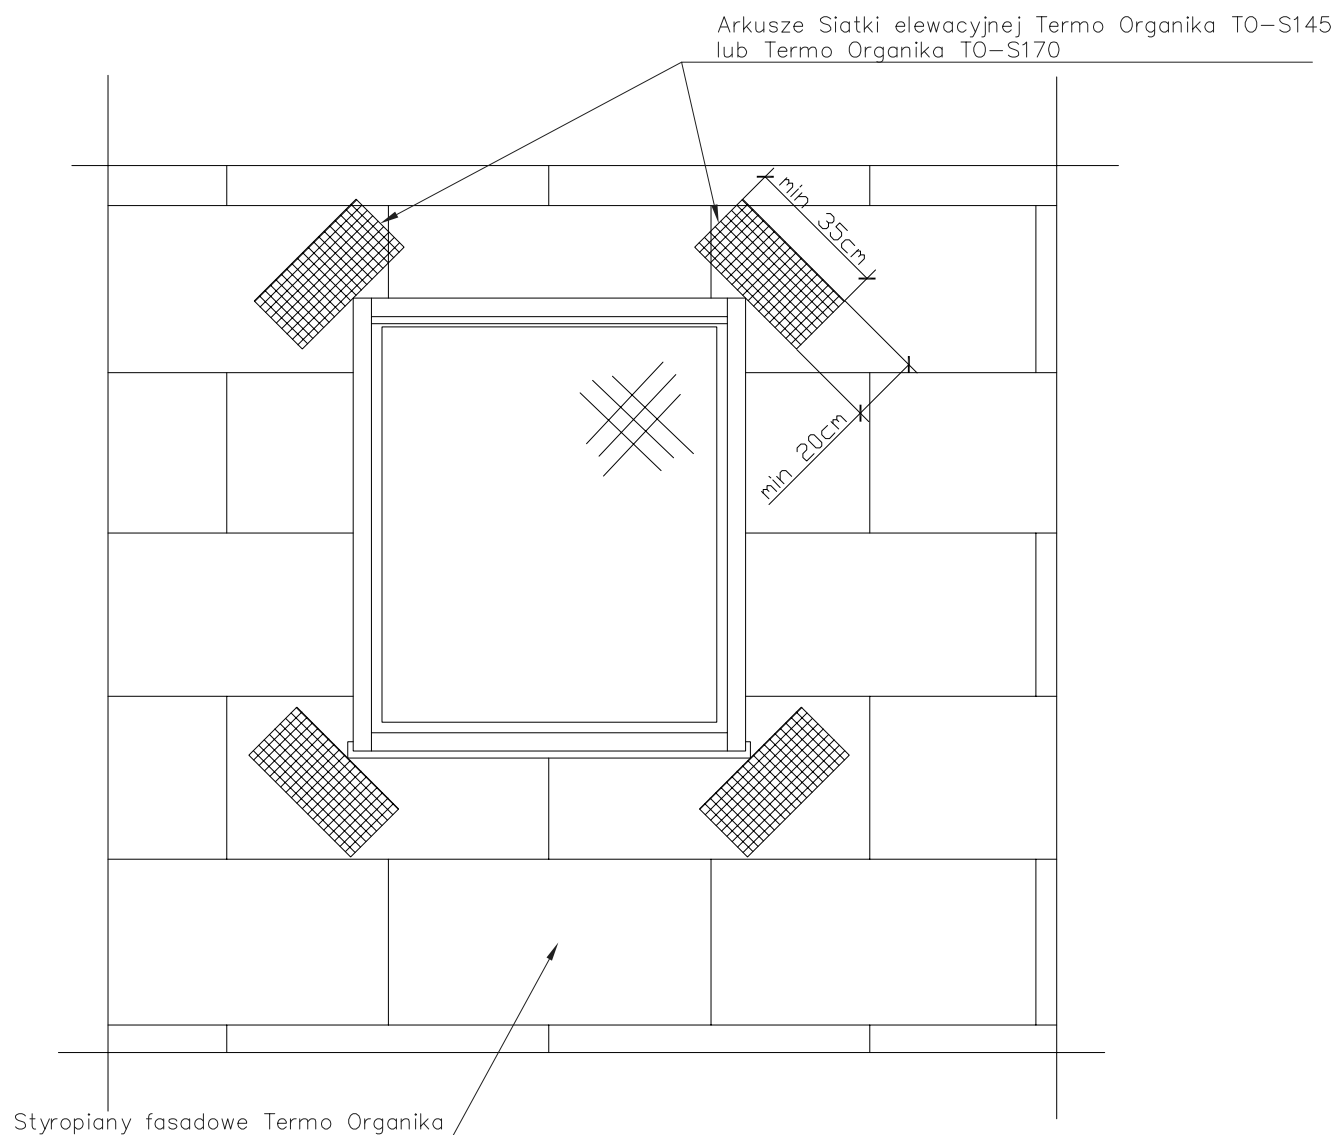 Arkusze Siatki elewacyjnej Termo Organika TO-S145
lub Termo Organika TO-S170
min 35cm
min 20cm
Styropiany fasadowe Termo Organika